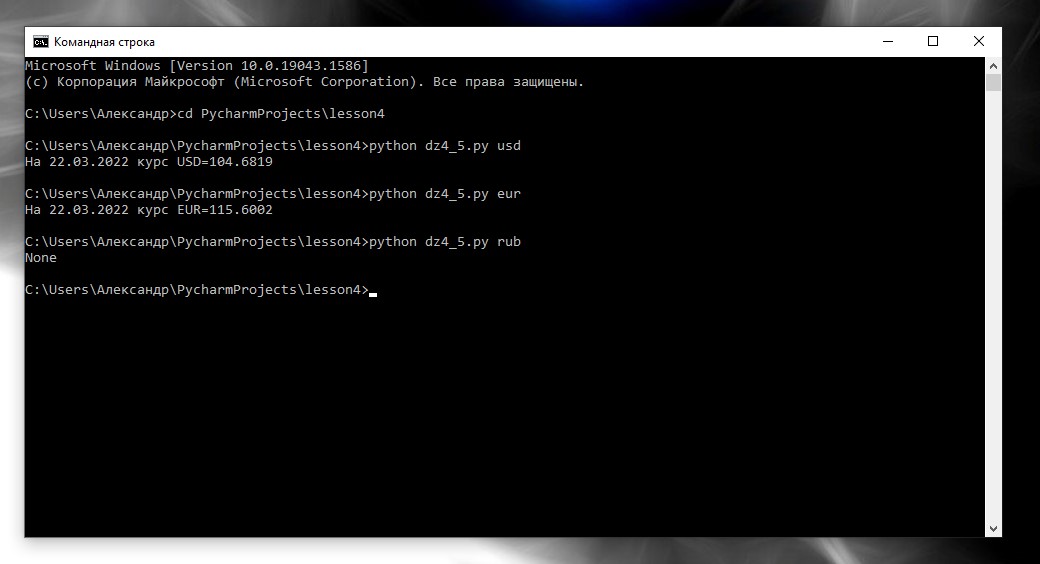 Командная строка
Microsoft Windows [Version 10.0.19043.1586]
(c) Корпорация Майкрософт (Microsoft Corporation). Все права защищены.
C:\Users\Александр>cd PycharmProjects\lesson4
C:\Users\Александр\PycharmProjects\lesson4>python dz4_5.py usd
На 22.03.2022 курс USD=104.6819
C:\Users\Александр\PycharmProjects\lesson4>python dz4_5.py eur
На 22.03.2022 курс EUR=115.6002
C:\Users\Александр\PycharmProjects\lesson4>python dz4_5.py rub
None
C:\Users\Александр\PycharmProjects\lesson4>